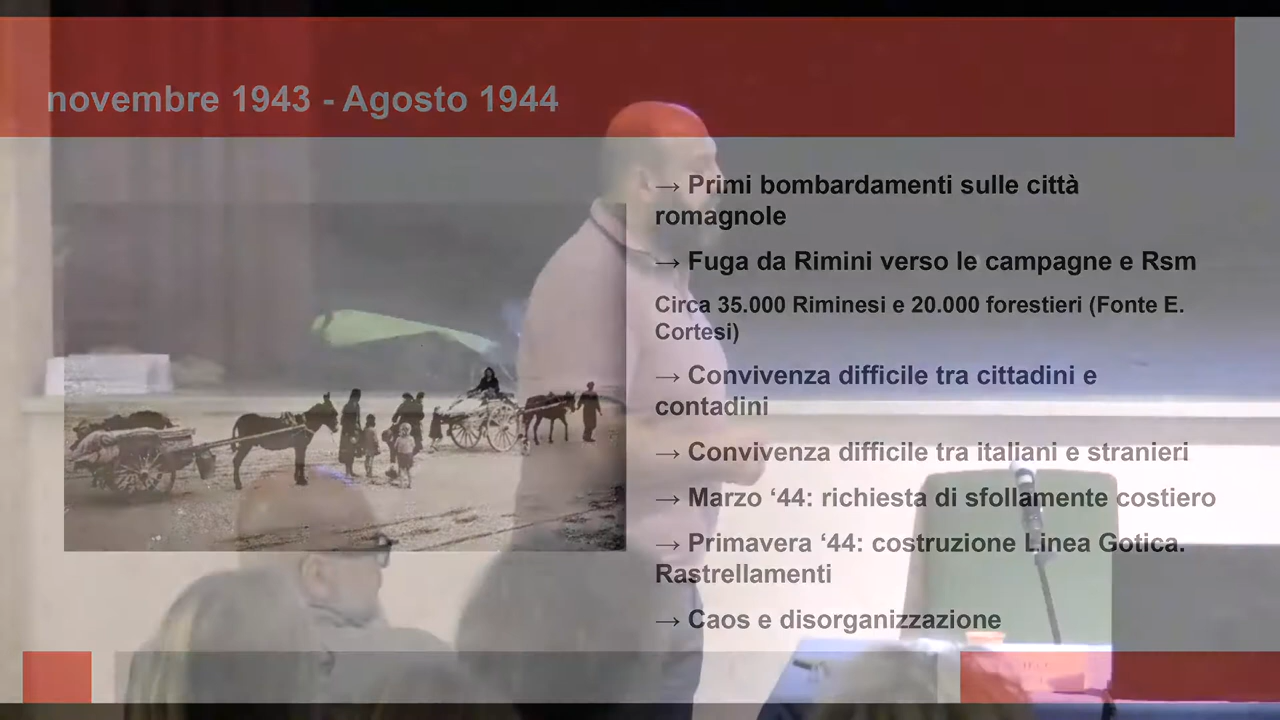 novembre 1943 - Agosto 1944
→ Primi bombardamenti sulle città
romagnole
→ Fuga da Rimini verso le campagne e Rsm
Circa 35.000 Riminesi e 20.000 forestieri (Fonte E.
Cortesi)
→ Convivenza difficile tra cittadini e
contadini
→ Convivenza difficile tra italiani e stranieri
→ Marzo ‘44: richiesta di sfollamente costiero
→ Primavera ‘44: costruzione Linea Gotica.
Rastrellamenti
→ Caos e disorganizzazione